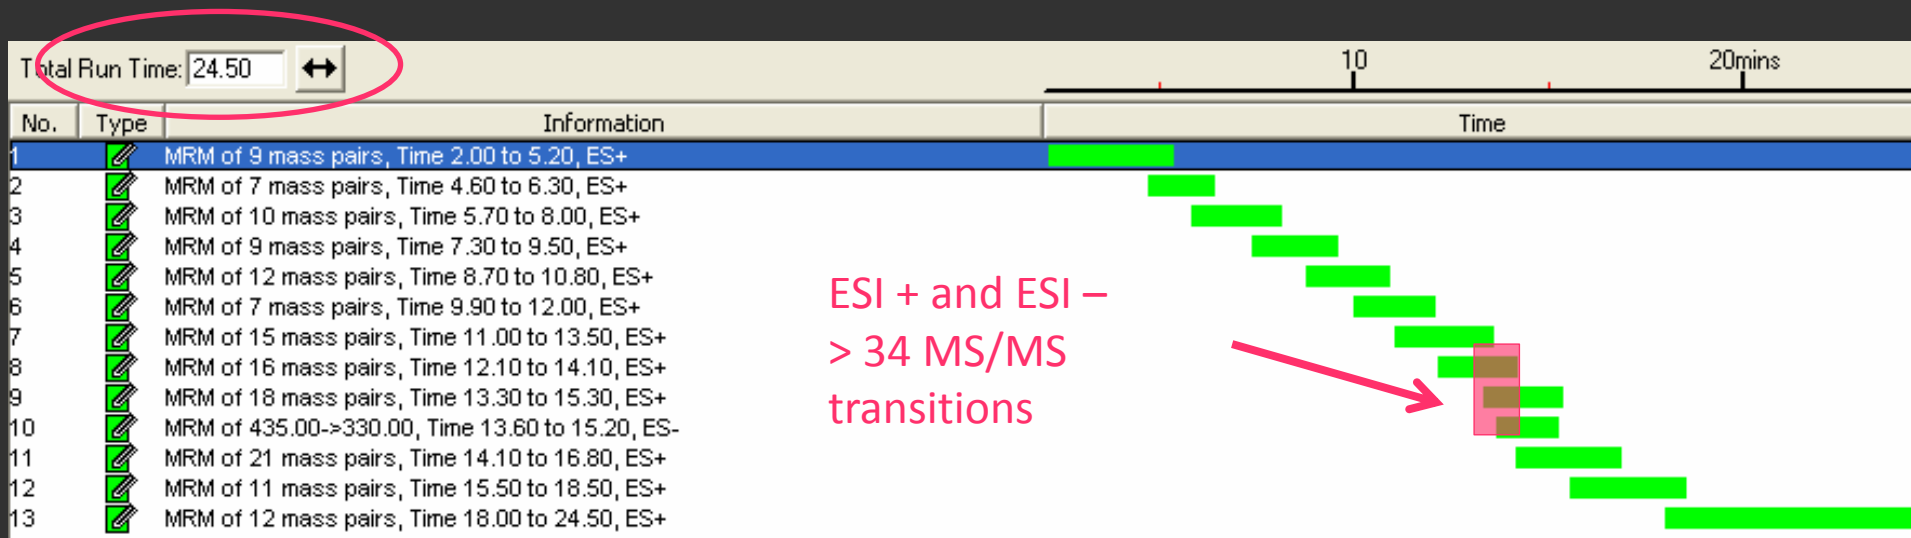 Total Run Time: 24.50
10
20mins
No. Type Information Time
1 MRM of 9 mass pairs, Time 2.00 to 5.20, ES+
2 MRM of 7 mass pairs, Time 4.60 to 6.30, ES+
3 MRM of 10 mass pairs, Time 5.70 to 8.00, ES+
4 MRM of 9 mass pairs, Time 7.30 to 9.50, ES+
5 MRM of 12 mass pairs, Time 8.70 to 10.80, ES+
6 MRM of 7 mass pairs, Time 9.90 to 12.00, ES+
7 MRM of 15 mass pairs, Time 11.00 to 13.50, ES+
8 MRM of 16 mass pairs, Time 12.10 to 14.10, ES+
9 MRM of 18 mass pairs, Time 13.30 to 15.30, ES+
10 MRM of 435.00->330.00, Time 13.60 to 15.20, ES-
11 MRM of 21 mass pairs, Time 14.10 to 16.80, ES+
12 MRM of 11 mass pairs, Time 15.50 to 18.50, ES+
13 MRM of 12 mass pairs, Time 18.00 to 24.50, ES+
ESI + and ESI –
> 34 MS/MS
transitions